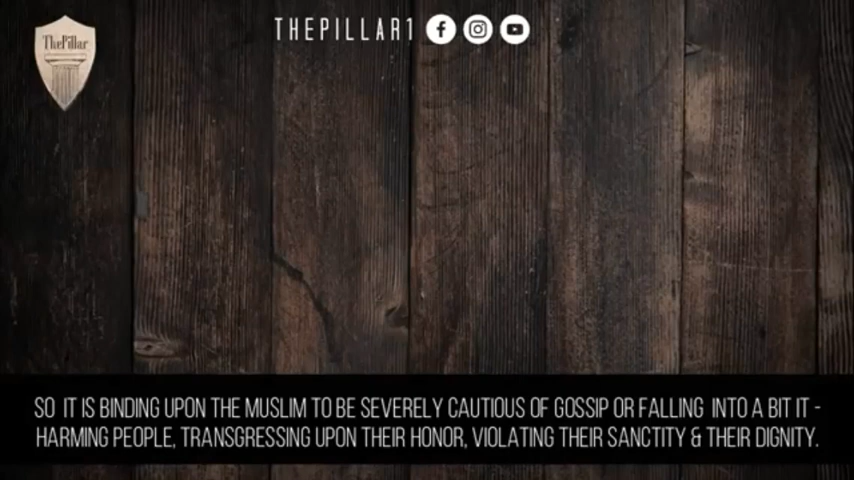 THEPILLAR1
ThePillar
SO IT IS BINDING UPON THE MUSLIM TO BE SEVERELY CAUTIOUS OF GOSSIP OR FALLING INTO A BIT IT -
HARMING PEOPLE, TRANSGRESSING UPON THEIR HONOR, VIOLATING THEIR SANCTITY & THEIR DIGNITY.